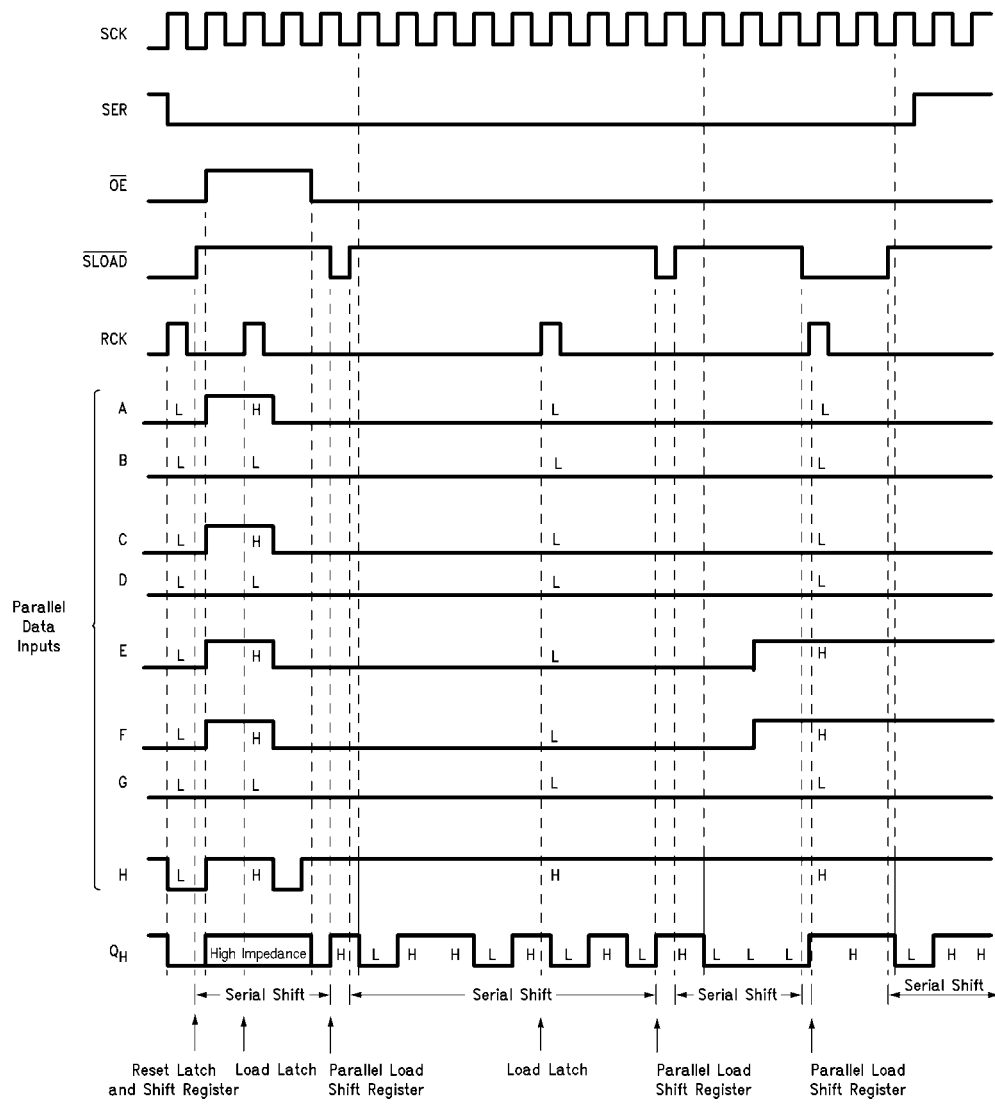 SCK
SER
OE
SLOAD
RCK
A L H L L
B L L L L
C L H L L
D L L L L
Parallel
Data
Inputs
E L H L H
F L H L H
G L L L L
H L H H H
QH High Impedance H L H H L H L H L H L L L H L H H
Serial Shift Serial Shift Serial Shift Serial Shift
Reset Latch
and Shift Register
Load Latch
Parallel Load
Shift Register
Load Latch
Parallel Load
Shift Register
Parallel Load
Shift Register